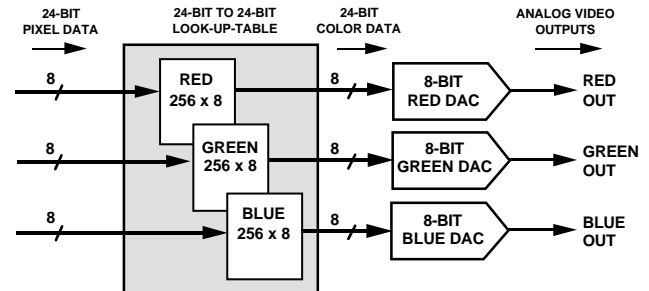 24-BIT
PIXEL DATA
24-BIT TO 24-BIT
LOOK-UP-TABLE
24-BIT
COLOR DATA
ANALOG VIDEO
OUTPUTS
8
RED
256 x 8
8
8-BIT
RED DAC
RED
OUT
8
GREEN
256 x 8
8
8-BIT
GREEN DAC
GREEN
OUT
8
BLUE
256 x 8
8
8-BIT
BLUE DAC
BLUE
OUT